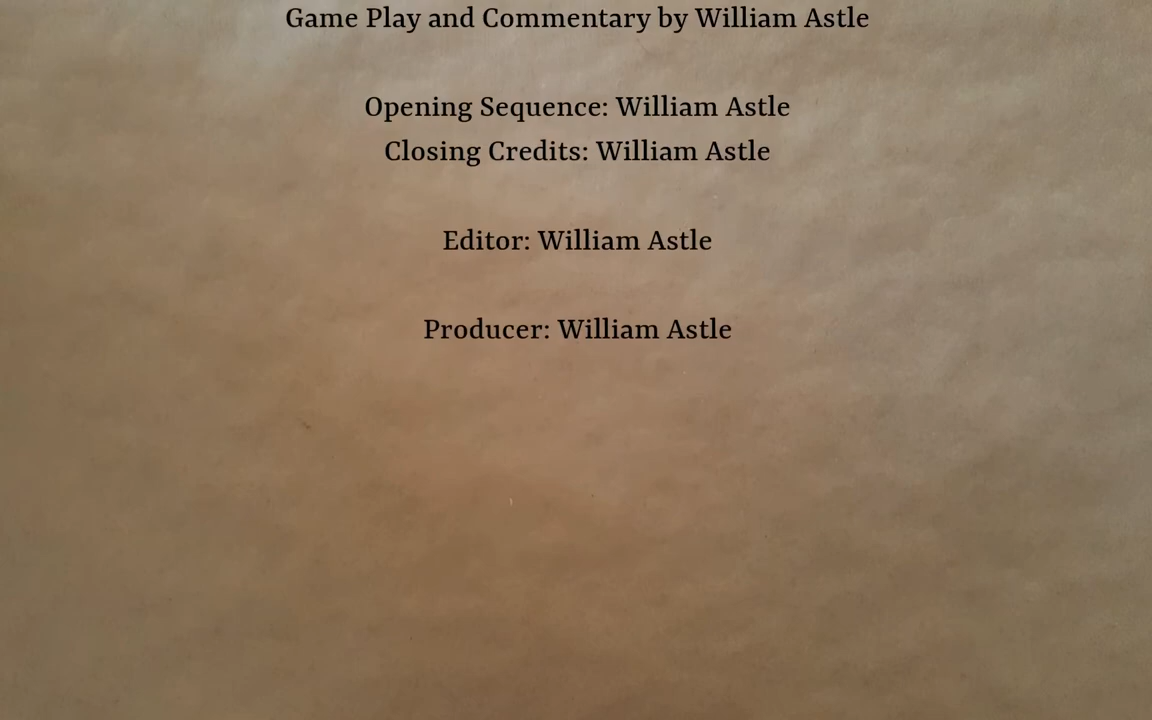 Game Play and Commentary by William Astle
Opening Sequence: William Astle
Closing Credits: William Astle
Editor: William Astle
Producer: William Astle